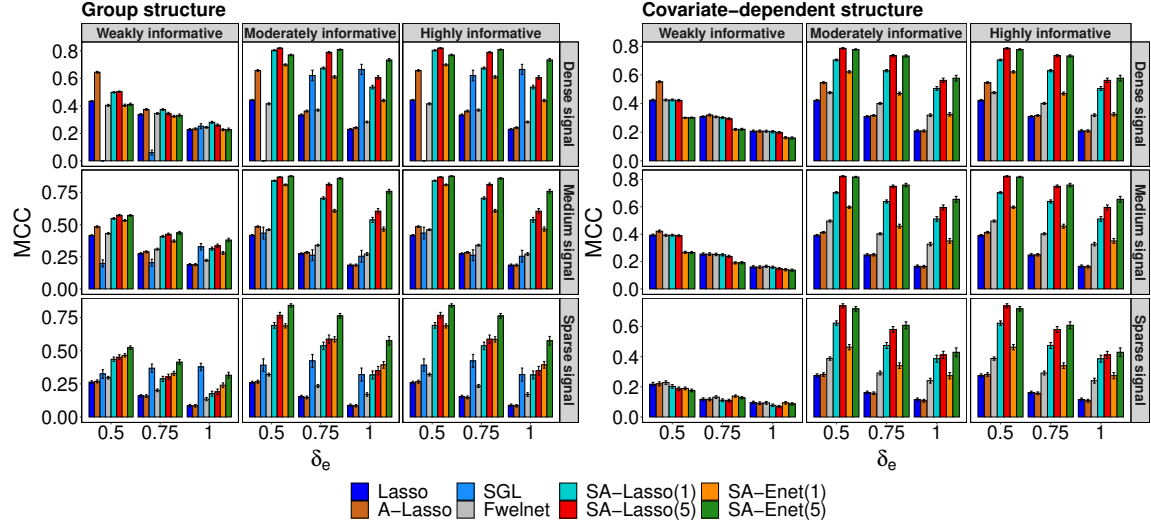 Group structure
Covariate-dependent structure
Weakly informative
Moderately informative
Highly informative
Weakly informative
Moderately informative
Highly informative
MCC
0.8
0.6
0.4
0.2
0.0
Dense signal
0.75
0.50
0.25
0.00
Medium signal
0.75
0.50
0.25
0.00
Sparse signal
0.5 0.75 1
0.5 0.75 1
0.5 0.75 1
δe
MCC
0.8
0.6
0.4
0.2
0.0
Dense signal
0.8
0.6
0.4
0.2
0.0
Medium signal
0.6
0.4
0.2
0.0
Sparse signal
0.5 0.75 1
0.5 0.75 1
0.5 0.75 1
δe
Lasso SGL SA-Lasso(1) SA-Enet(1)
A-Lasso Fwelnet SA-Lasso(5) SA-Enet(5)